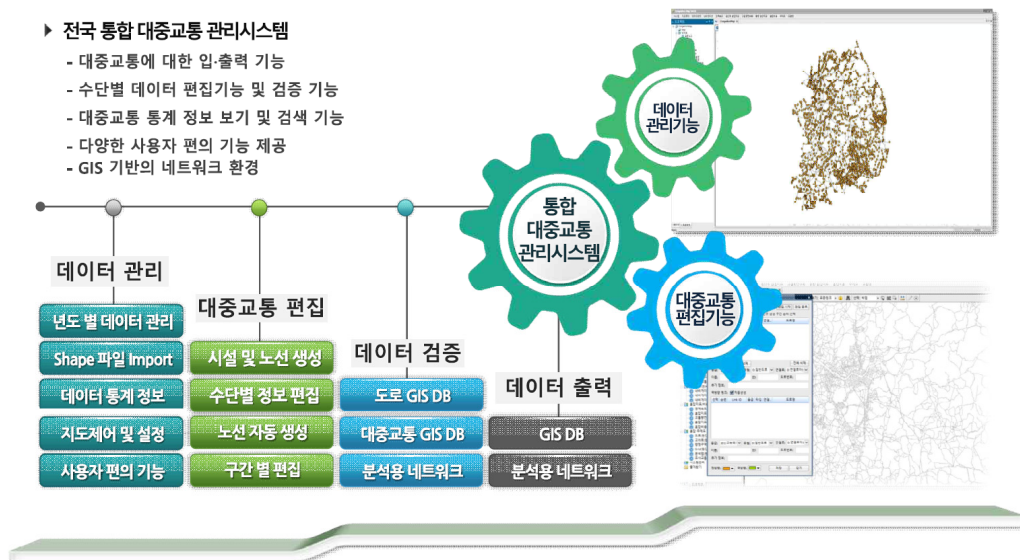 전국 통합 대중교통 관리시스템
- 대중교통에 대한 입·출력 기능
- 수단별 데이터 편집기능 및 검증 기능
- 대중교통 통계 정보 보기 및 검색 기능
- 다양한 사용자 편의 기능 제공
- GIS 기반의 네트워크 환경
데이터
관리기능
통합
대중교통
관리시스템
대중교통
편집기능
데이터 관리
년도 별 데이터 관리
Shape 파일 Import
데이터 통계 정보
지도제어 및 설정
사용자 편의 기능
대중교통 편집
시설 및 노선 생성
수단별 정보 편집
노선 자동 생성
구간 별 편집
데이터 검증
도로 GIS DB
대중교통 GIS DB
분석용 네트워크
데이터 출력
GIS DB
분석용 네트워크